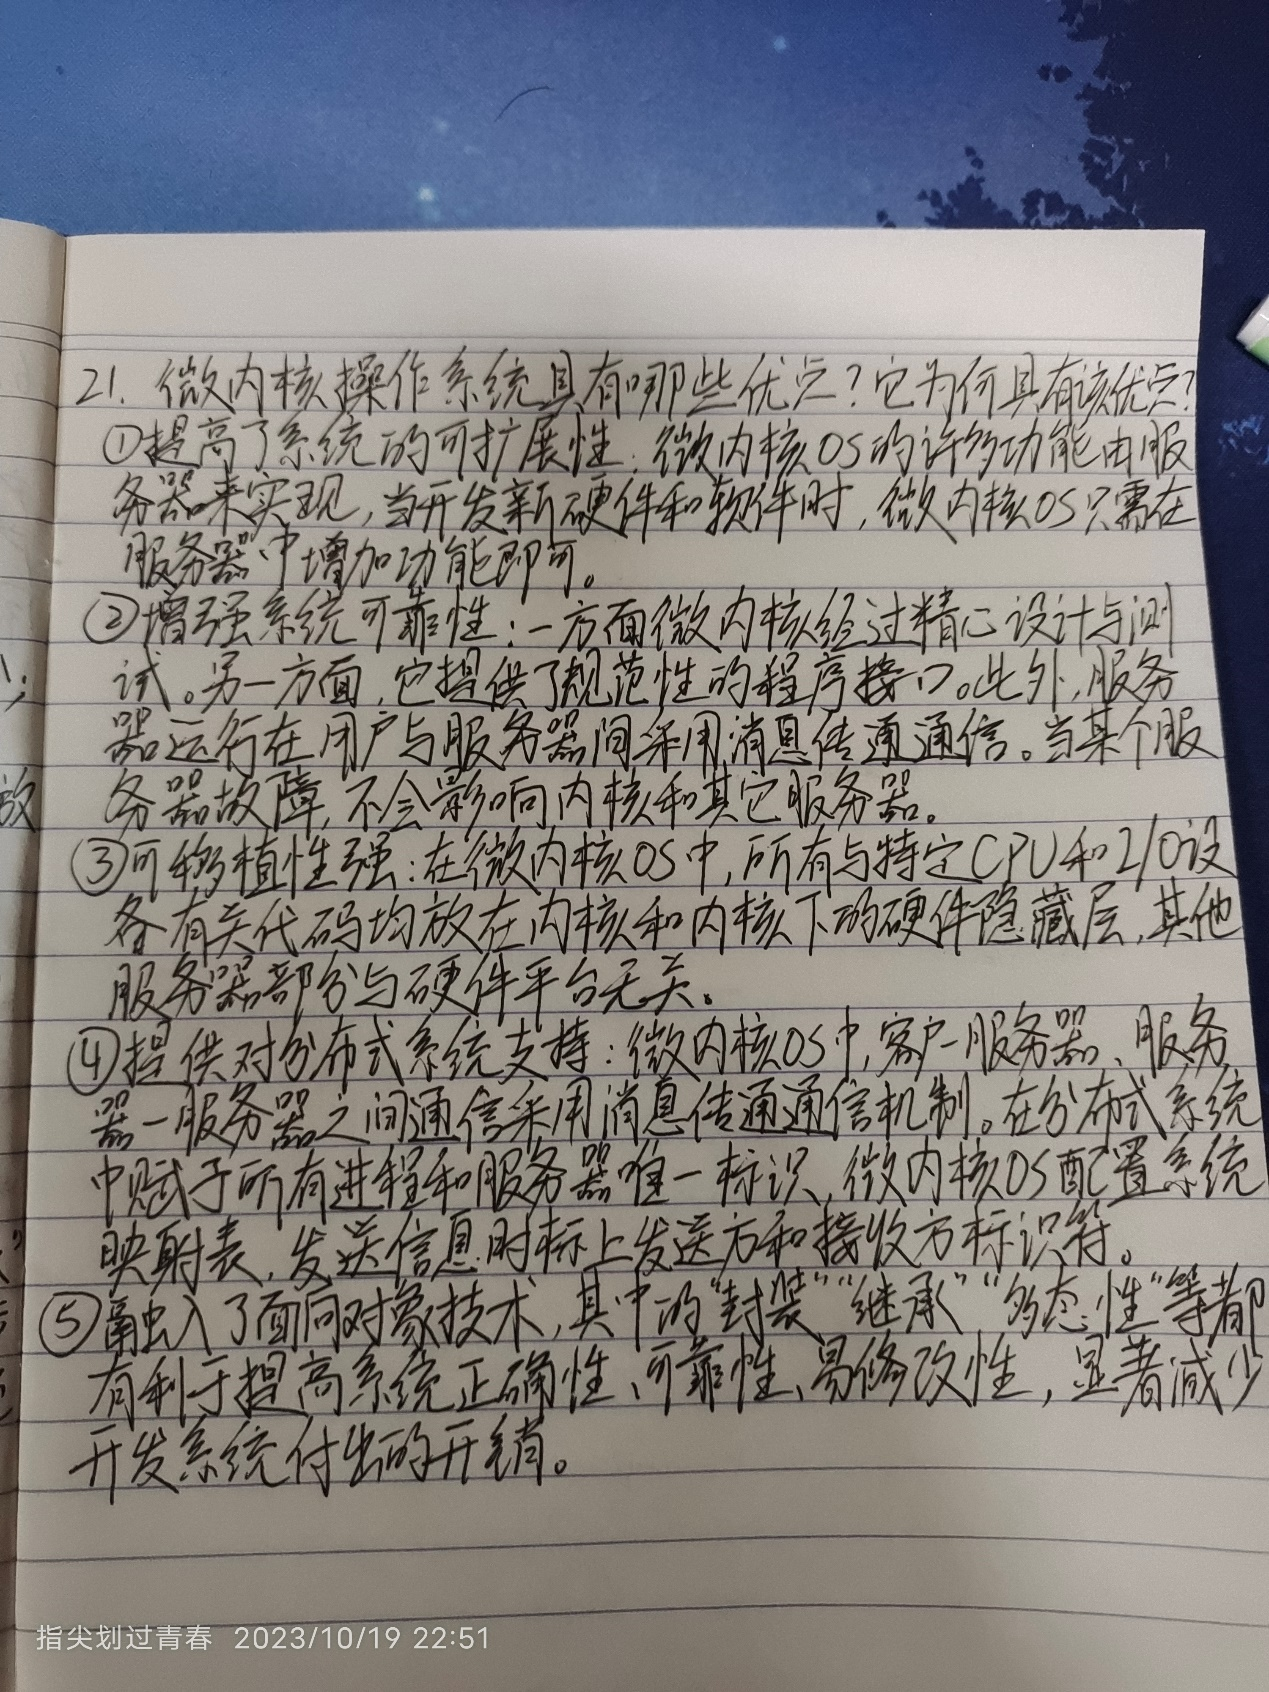 21. 微内核操作系统具有哪些优点?它为何具有该优点?
①提高了系统的可扩展性:微内核OS的许多功能由服
务器来实现,当开发新硬件和软件时,微内核OS只需在
服务器中增加功能即可。
②增强系统可靠性:一方面微内核经过精心设计与测
试。另一方面,它提供了规范性的程序接口。此外,服务
器运行在用户与服务器间采用消息传递通信。当某个服
务器故障,不会影响内核和其它服务器。
③可移植性强:在微内核OS中,所有与特定CPU和I/O设
备有关代码均放在内核和内核下的硬件隐藏层,其他
服务器部分与硬件平台无关。
④提供对分布式系统支持:微内核OS中,客户-服务器、服务
器-服务器之间通信采用消息传递通信机制。在分布式系统
中赋予所有进程和服务器唯一标识,微内核OS配置系统
映射表,发送信息时标上发送方和接收方标识符。
⑤融入了面向对象技术,其中的"封装""继承""多态性"等都
有利于提高系统正确性、可靠性、易修改性,显著减少
开发系统付出的开销。
放
指尖划过青春 2023/10/19 22:51